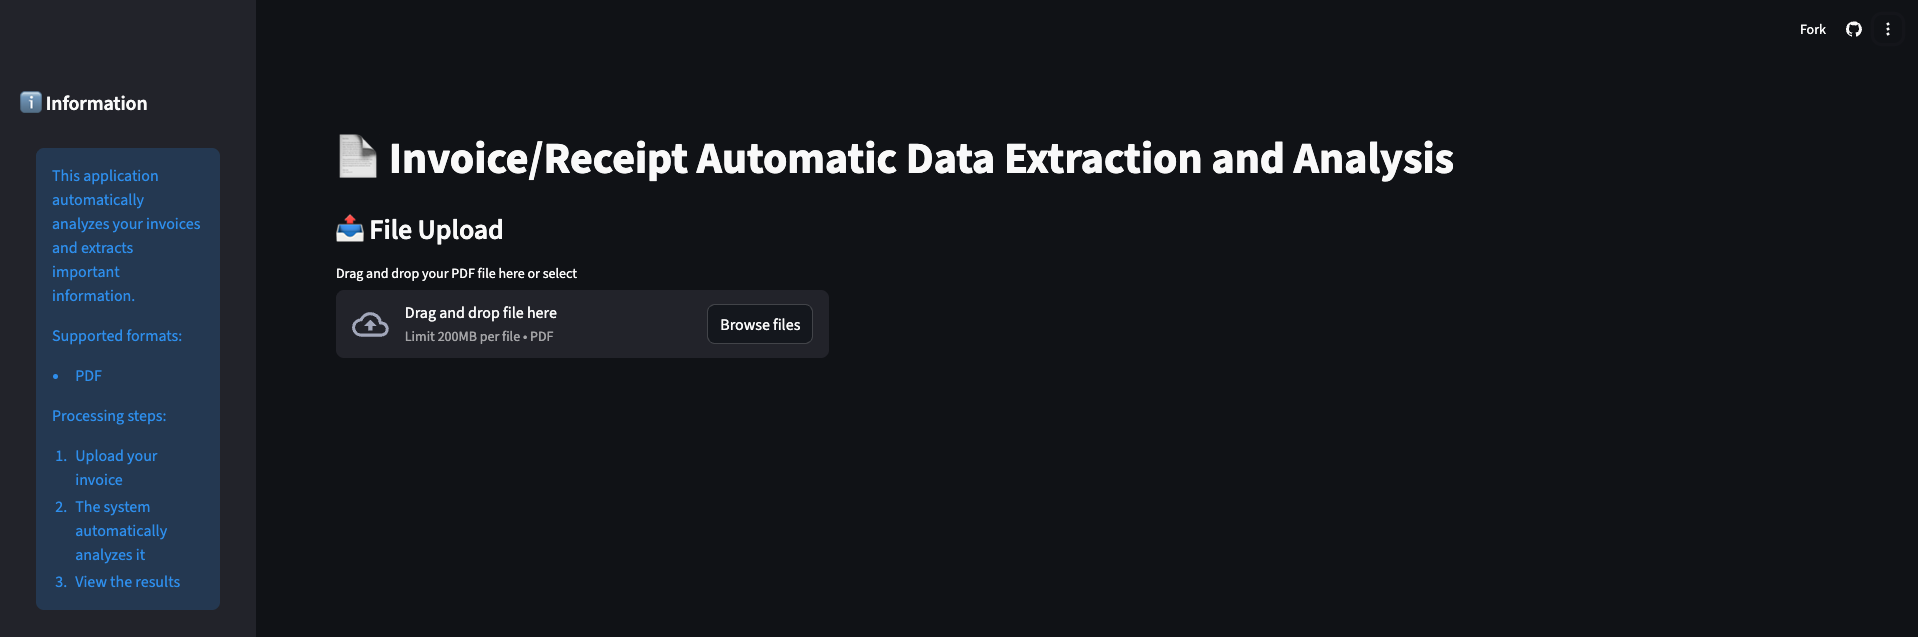 Fork
Information
This application
automatically
analyzes your invoices
and extracts
important
information.
Supported formats:
• PDF
Processing steps:
1. Upload your
invoice
2. The system
automatically
analyzes it
3. View the results
Invoice/Receipt Automatic Data Extraction and Analysis
File Upload
Drag and drop your PDF file here or select
Drag and drop file here
Limit 200MB per file • PDF
Browse files